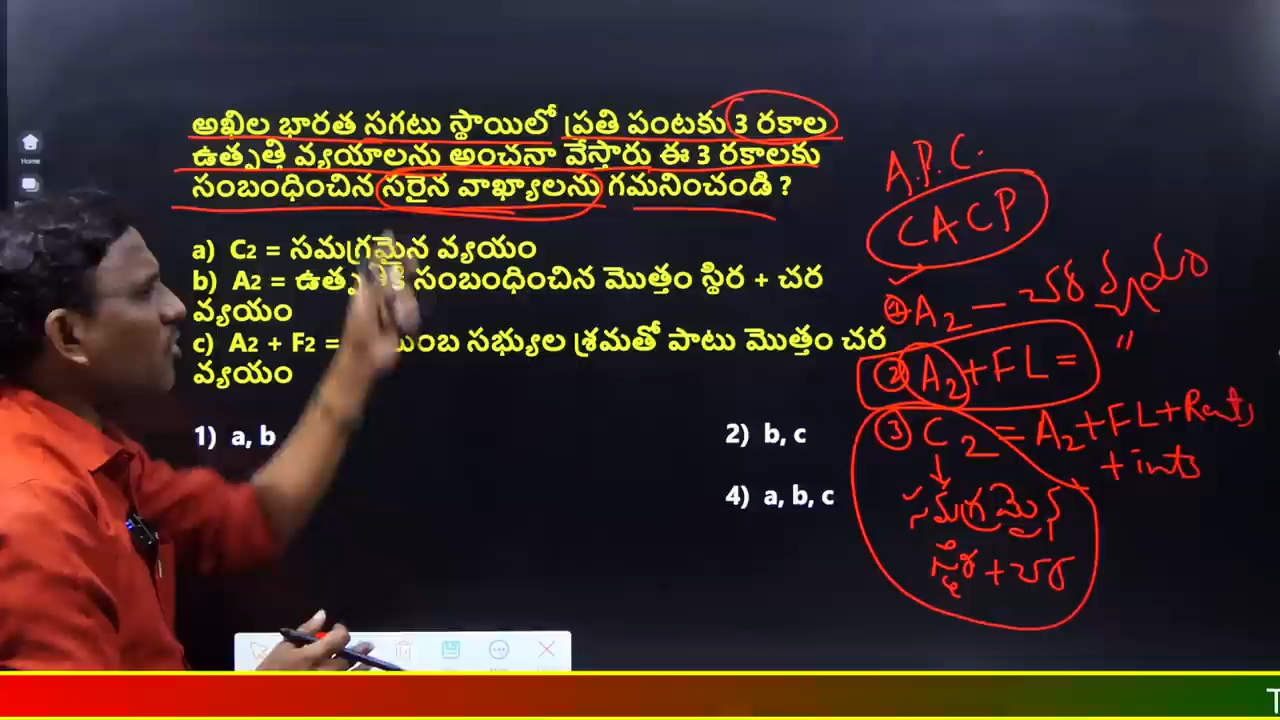 అఖిల భారత సగటు స్థాయిలో ప్రతి పంటకు 3 రకాల
ఉత్పత్తి వ్యయాలను అంచనా వేస్తారు ఈ 3 రకాలకు
సంబంధించిన సరైన వాఖ్యాలను గమనించండి ?
a) C2 = సమగ్రమైన వ్యయం
b) A2 = సంబంధించిన మొత్తం స్థిర + చర
వ్యయం
c) A2 + F2 = సభ్యుల శ్రమతో పాటు మొత్తం చర
వ్యయం
1) a, b
2) b, c
4) a, b, c
A.P.C.
CACP
A2 – చర వ్యయం
② A2 + FL = "
③ C2 = A2 + FL + Rents
+ ints
సమగ్రమైన
స్థిర + చర
Home
T